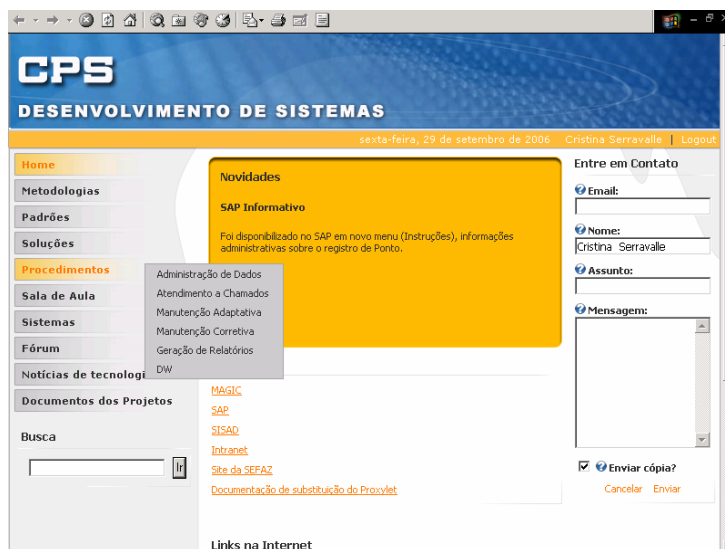 CPS
DESENVOLVIMENTO DE SISTEMAS
sexta-feira, 29 de setembro de 2006 Cristina Serravalle | Logout
Home
Metodologias
Padrões
Soluções
Procedimentos
Sala de Aula
Sistemas
Fórum
Notícias de tecnologi
Documentos dos Projetos
Busca
Ir
Administração de Dados
Atendimento a Chamados
Manutenção Adaptativa
Manutenção Corretiva
Geração de Relatórios
DW
Novidades
SAP Informativo
Foi disponibilizado no SAP em novo menu (Instruções), informações
administrativas sobre o registro de Ponto.
MAGIC
SAP
SISAD
Intranet
Site da SEFAZ
Documentação de substituição do Proxylet
Links na Internet
Entre em Contato
Email:
Nome:
Cristina Serravalle
Assunto:
Mensagem:
Enviar cópia?
Cancelar Enviar